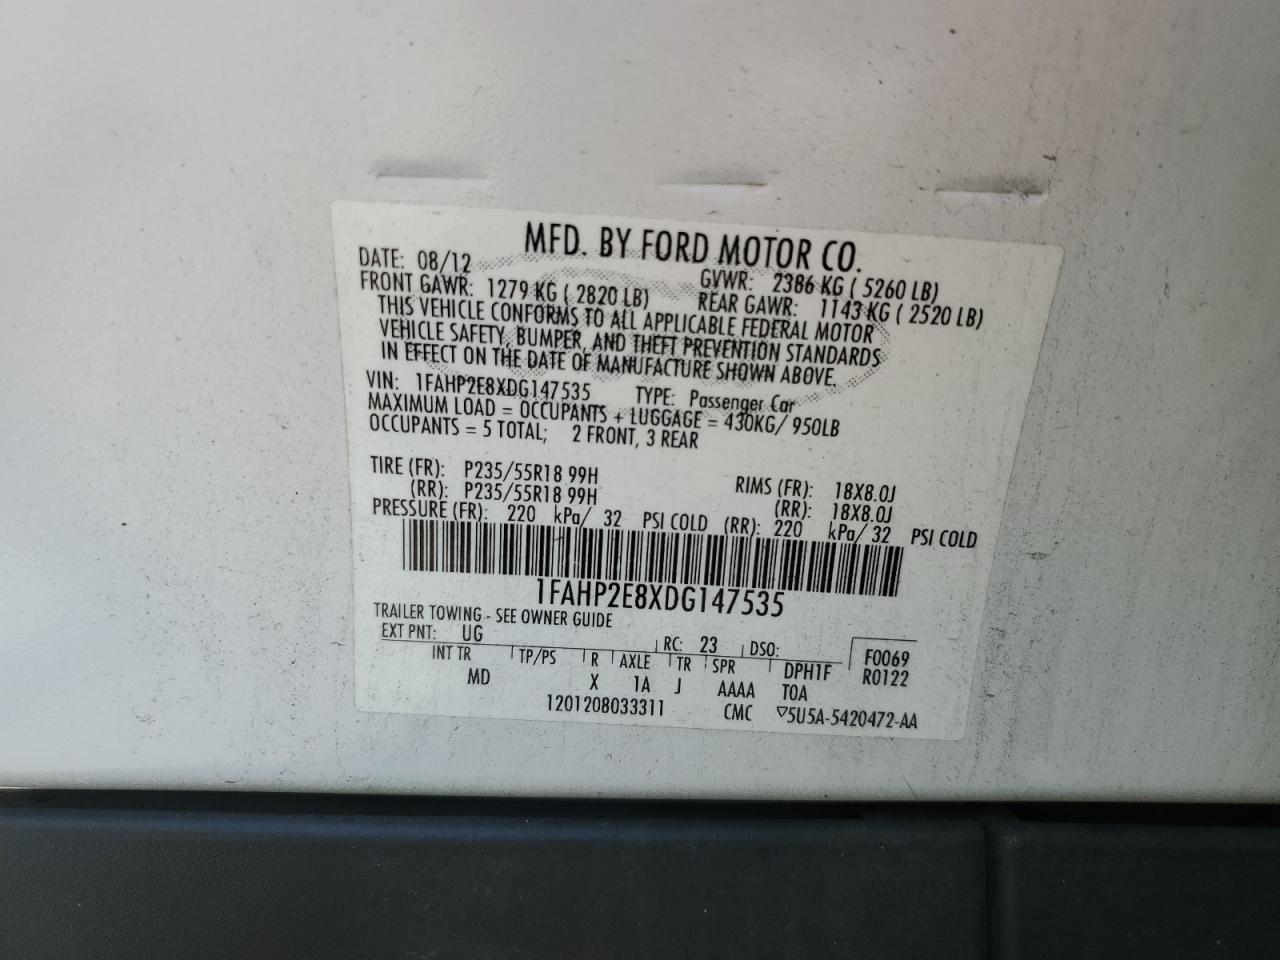 MFD. BY FORD MOTOR CO.
DATE: 08/12 GVWR: 2386 KG ( 5260 LB)
FRONT GAWR: 1279 KG ( 2820 LB) REAR GAWR: 1143 KG ( 2520 LB)
THIS VEHICLE CONFORMS TO ALL APPLICABLE FEDERAL MOTOR
VEHICLE SAFETY, BUMPER, AND THEFT PREVENTION STANDARDS
IN EFFECT ON THE DATE OF MANUFACTURE SHOWN ABOVE.
VIN: 1FAHP2E8XDG147535 TYPE: Passenger Car
MAXIMUM LOAD = OCCUPANTS + LUGGAGE = 430KG/ 950LB
OCCUPANTS = 5 TOTAL; 2 FRONT, 3 REAR
TIRE (FR): P235/55R18 99H RIMS (FR): 18X8.0J
(RR): P235/55R18 99H (RR): 18X8.0J
PRESSURE (FR): 220 kPa/ 32 PSI COLD (RR): 220 kPa/ 32 PSI COLD
1FAHP2E8XDG147535
TRAILER TOWING - SEE OWNER GUIDE
EXT PNT: UG RC: 23 DSO: F0069
INT TR TP/PS R AXLE TR SPR DPH1F R0122
MD X 1A J AAAA T0A
1201208033311 CMC ▽5U5A-5420472-AA